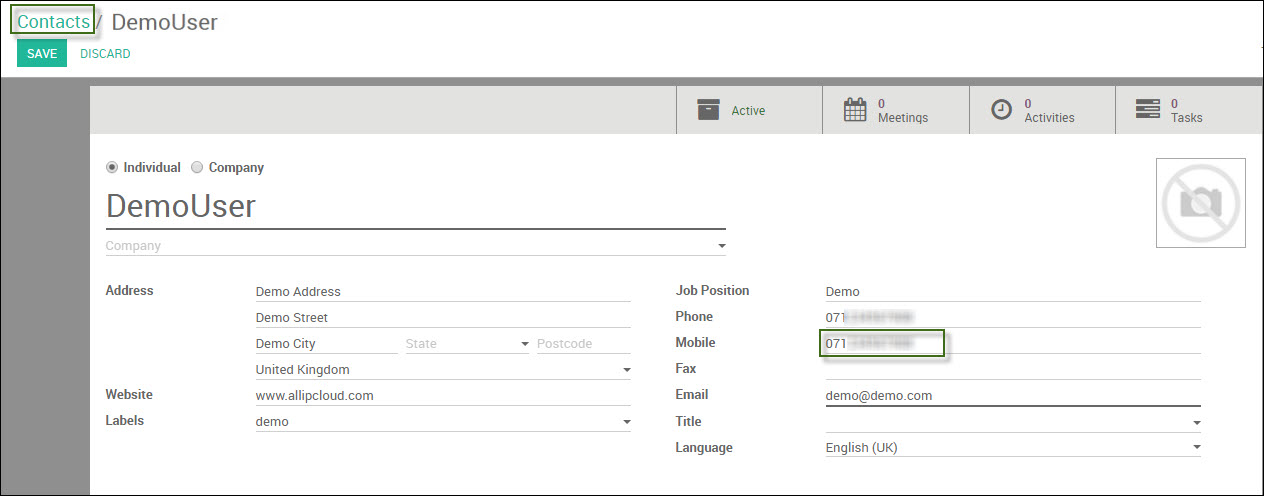 Contacts / DemoUser
SAVE DISCARD
Active
0 Meetings
0 Activities
0 Tasks
Individual Company
DemoUser
Company
Address Demo Address
Demo Street
Demo City State Postcode
United Kingdom
Website www.allipcloud.com
Labels demo
Job Position Demo
Phone 071
Mobile 071
Fax
Email demo@demo.com
Title
Language English (UK)